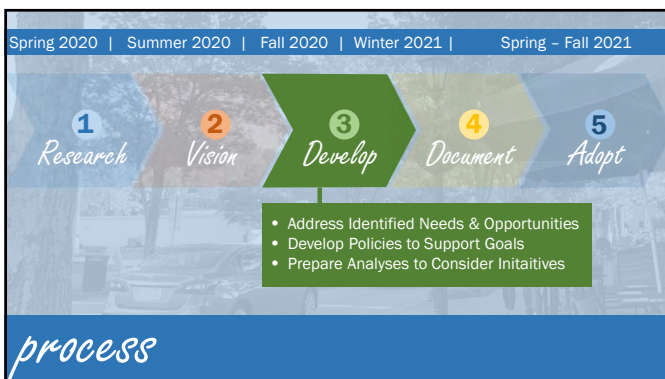 Spring 2020 | Summer 2020 | Fall 2020 | Winter 2021 | Spring – Fall 2021
1 2 3 4 5
Research Vision Develop Document Adopt
• Address Identified Needs & Opportunities
• Develop Policies to Support Goals
• Prepare Analyses to Consider Initaitives
process